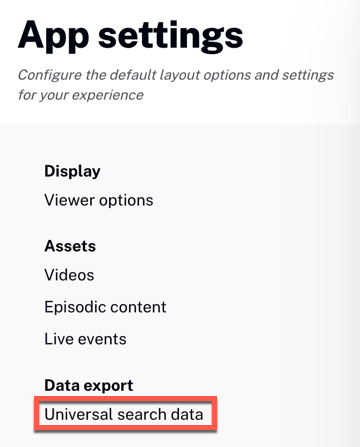 App settings
Configure the default layout options and settings
for your experience
Display
Viewer options
Assets
Videos
Episodic content
Live events
Data export
Universal search data